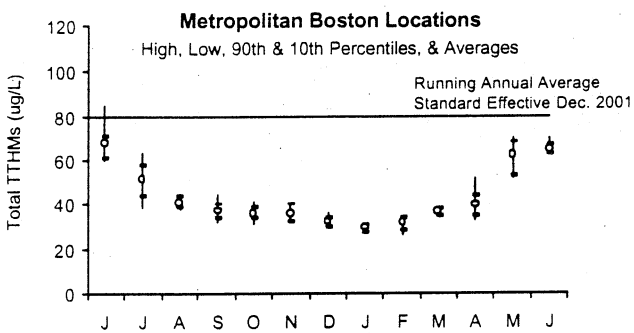 Metropolitan Boston Locations
High, Low, 90th & 10th Percentiles, & Averages
Total TTHMs (ug/L)
120
100
80
60
40
20
0
Running Annual Average
Standard Effective Dec. 2001
J J A S O N D J F M A M J